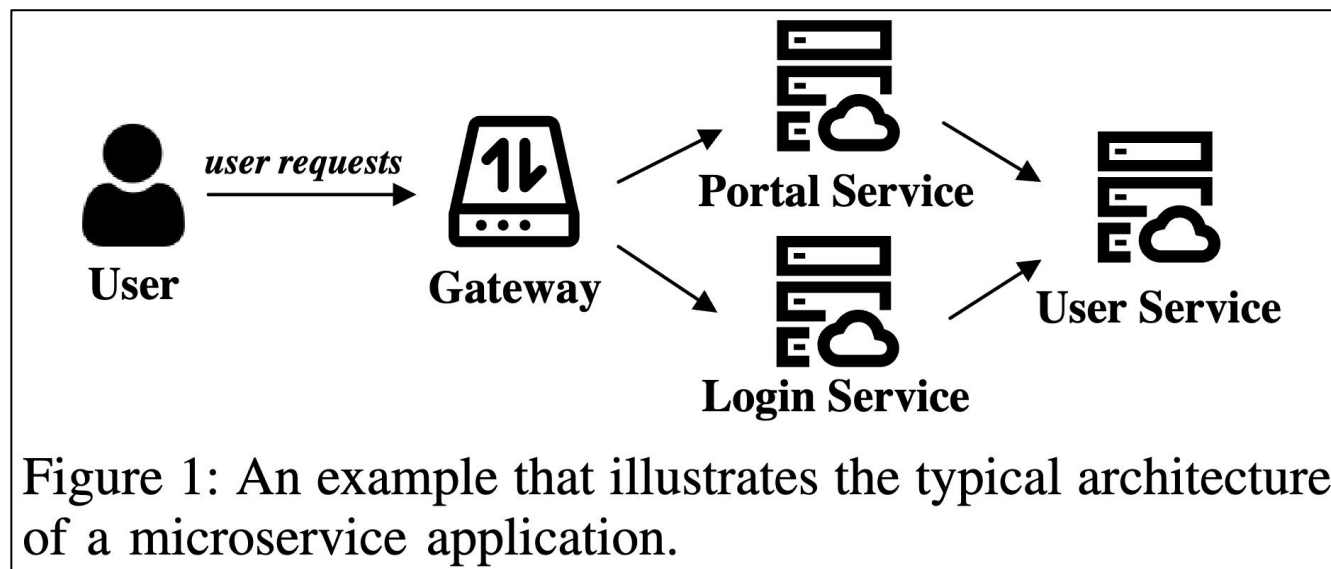 user requests
User
Gateway
Portal Service
Login Service
User Service
Figure 1: An example that illustrates the typical architecture
of a microservice application.